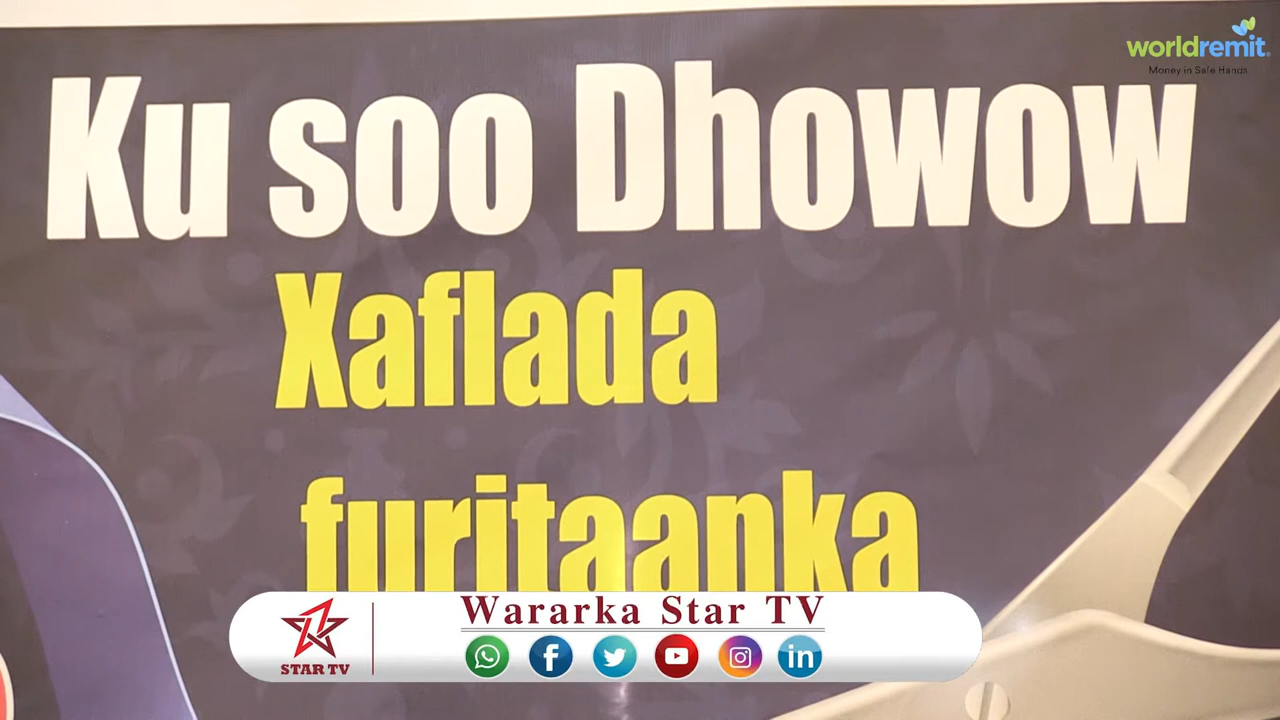 worldremit
Money in Safe Hands
Ku soo Dhowow
Xaflada
furitaanka
Wararka Star TV
STAR TV